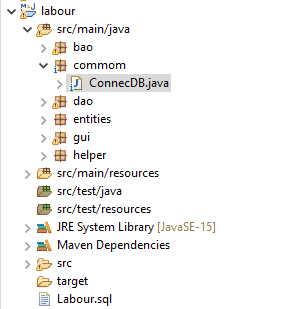 labour
src/main/java
bao
commom
ConnecDB.java
dao
entities
gui
helper
src/main/resources
src/test/java
src/test/resources
JRE System Library [JavaSE-15]
Maven Dependencies
src
target
Labour.sql